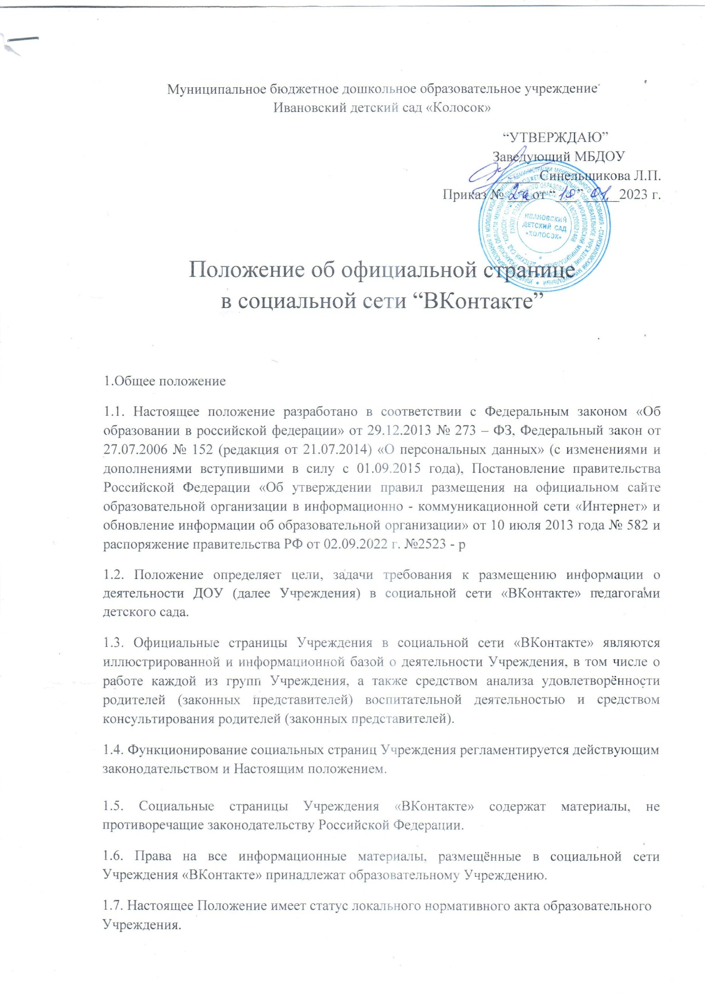 Муниципальное бюджетное дошкольное образовательное учреждение
Ивановский детский сад «Колосок»
“УТВЕРЖДАЮ”
Заведующий МБДОУ
Синельщикова Л.П.
Приказ № 2-а от “10” 01. 2023 г.
ИВАНОВСКИЙ
ДЕТСКИЙ САД
«КОЛОСОК»
Положение об официальной странице
в социальной сети “ВКонтакте”
1.Общее положение
1.1. Настоящее положение разработано в соответствии с Федеральным законом «Об
образовании в российской федерации» от 29.12.2013 № 273 – ФЗ, Федеральный закон от
27.07.2006 № 152 (редакция от 21.07.2014) «О персональных данных» (с изменениями и
дополнениями вступившими в силу с 01.09.2015 года), Постановление правительства
Российской Федерации «Об утверждении правил размещения на официальном сайте
образовательной организации в информационно - коммуникационной сети «Интернет» и
обновление информации об образовательной организации» от 10 июля 2013 года № 582 и
распоряжение правительства РФ от 02.09.2022 г. №2523 - р
1.2. Положение определяет цели, задачи требования к размещению информации о
деятельности ДОУ (далее Учреждения) в социальной сети «ВКонтакте» педагогами
детского сада.
1.3. Официальные страницы Учреждения в социальной сети «ВКонтакте» являются
иллюстрированной и информационной базой о деятельности Учреждения, в том числе о
работе каждой из групп Учреждения, а также средством анализа удовлетворённости
родителей (законных представителей) воспитательной деятельностью и средством
консультирования родителей (законных представителей).
1.4. Функционирование социальных страниц Учреждения регламентируется действующим
законодательством и Настоящим положением.
1.5. Социальные страницы Учреждения «ВКонтакте» содержат материалы, не
противоречащие законодательству Российской Федерации.
1.6. Права на все информационные материалы, размещённые в социальной сети
Учреждения «ВКонтакте» принадлежат образовательному Учреждению.
1.7. Настоящее Положение имеет статус локального нормативного акта образовательного
Учреждения.